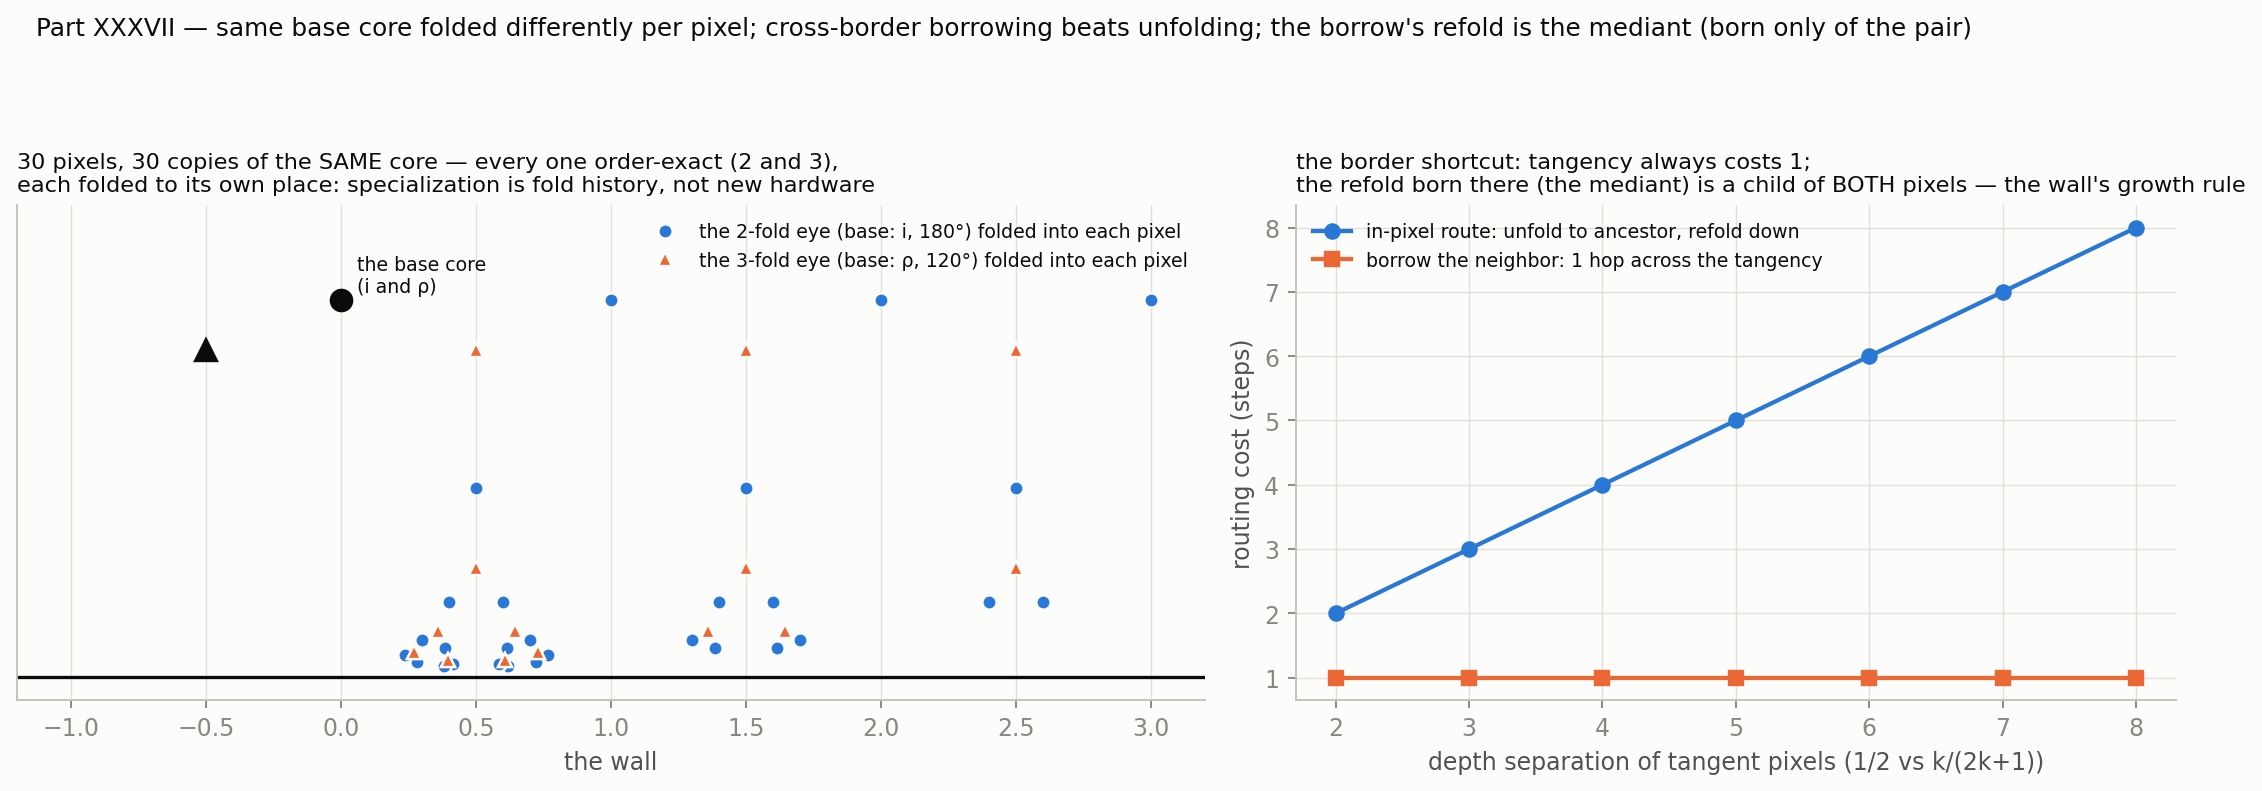 Part XXXVII — same base core folded differently per pixel; cross-border borrowing beats unfolding; the borrow's refold is the mediant (born only of the pair)
30 pixels, 30 copies of the SAME core — every one order-exact (2 and 3),
each folded to its own place: specialization is fold history, not new hardware
the 2-fold eye (base: i, 180°) folded into each pixel
the 3-fold eye (base: ρ, 120°) folded into each pixel
the base core
(i and ρ)
−1.0
−0.5
0.0
0.5
1.0
1.5
2.0
2.5
3.0
the wall
the border shortcut: tangency always costs 1;
the refold born there (the mediant) is a child of BOTH pixels — the wall's growth rule
in-pixel route: unfold to ancestor, refold down
borrow the neighbor: 1 hop across the tangency
routing cost (steps)
8
7
6
5
4
3
2
1
2
3
4
5
6
7
8
depth separation of tangent pixels (1/2 vs k/(2k+1))